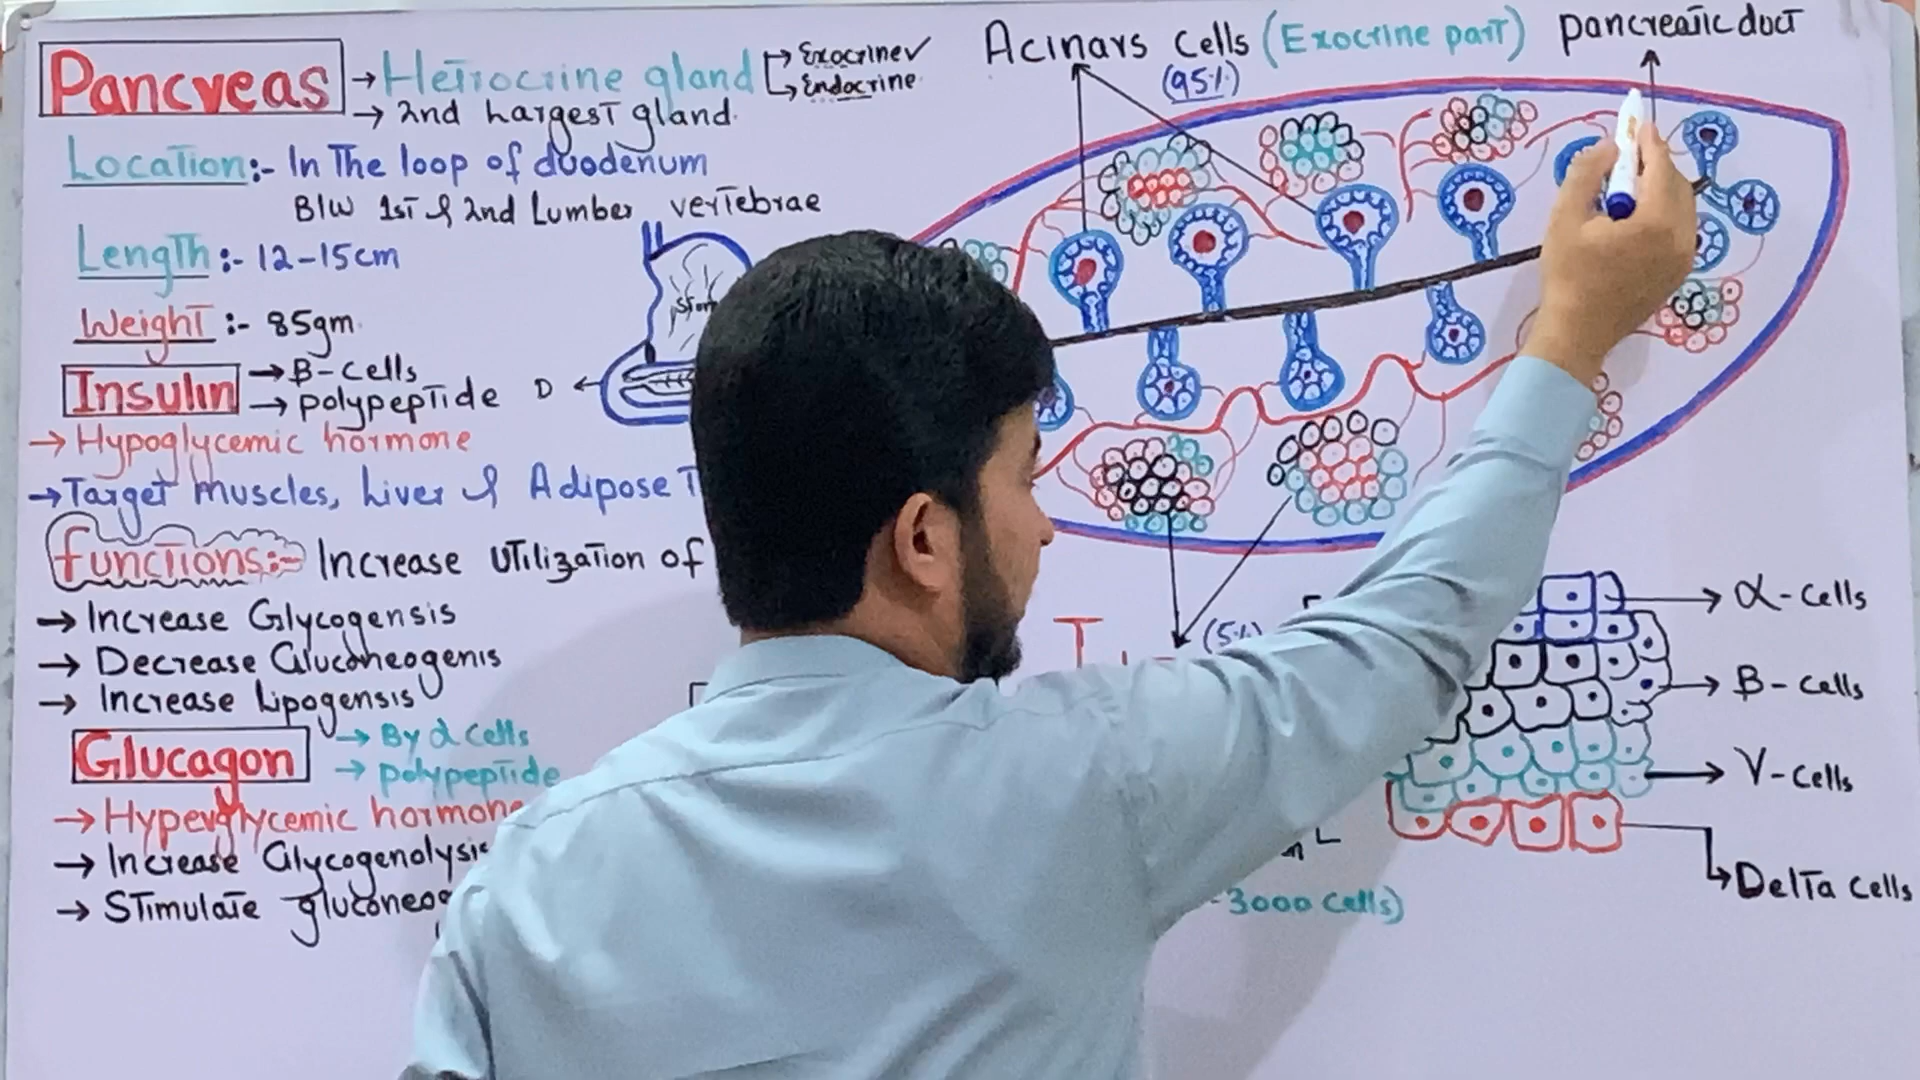 Pancreas → Hetrocrine gland → Exocrine ✓
→ Endocrine
→ 2nd Largest gland.
Location:- In The loop of duodenum
B/W 1st & 2nd Lumber vertebrae
Length:- 12-15cm
Weight:- 85gm.
Insulin → B-Cells
→ polypeptide
→ Hypoglycemic hormone
→ Target muscles, Liver & Adipose T
functions:- Increase Utilization of
→ Increase Glycogensis
→ Decrease Gluconeogenis
→ Increase Lipogensis
Glucagon → By α Cells
→ polypeptide
→ Hyperglycemic hormone
→ Increase Glycogenolysis
→ Stimulate gluconeog
D ←
Stom
Acinars Cells (Exocrine part)
(95%)
pancreatic duct
(5%)
→ α-Cells
→ B-Cells
→ V-Cells
→ Delta Cells
3000 cells)